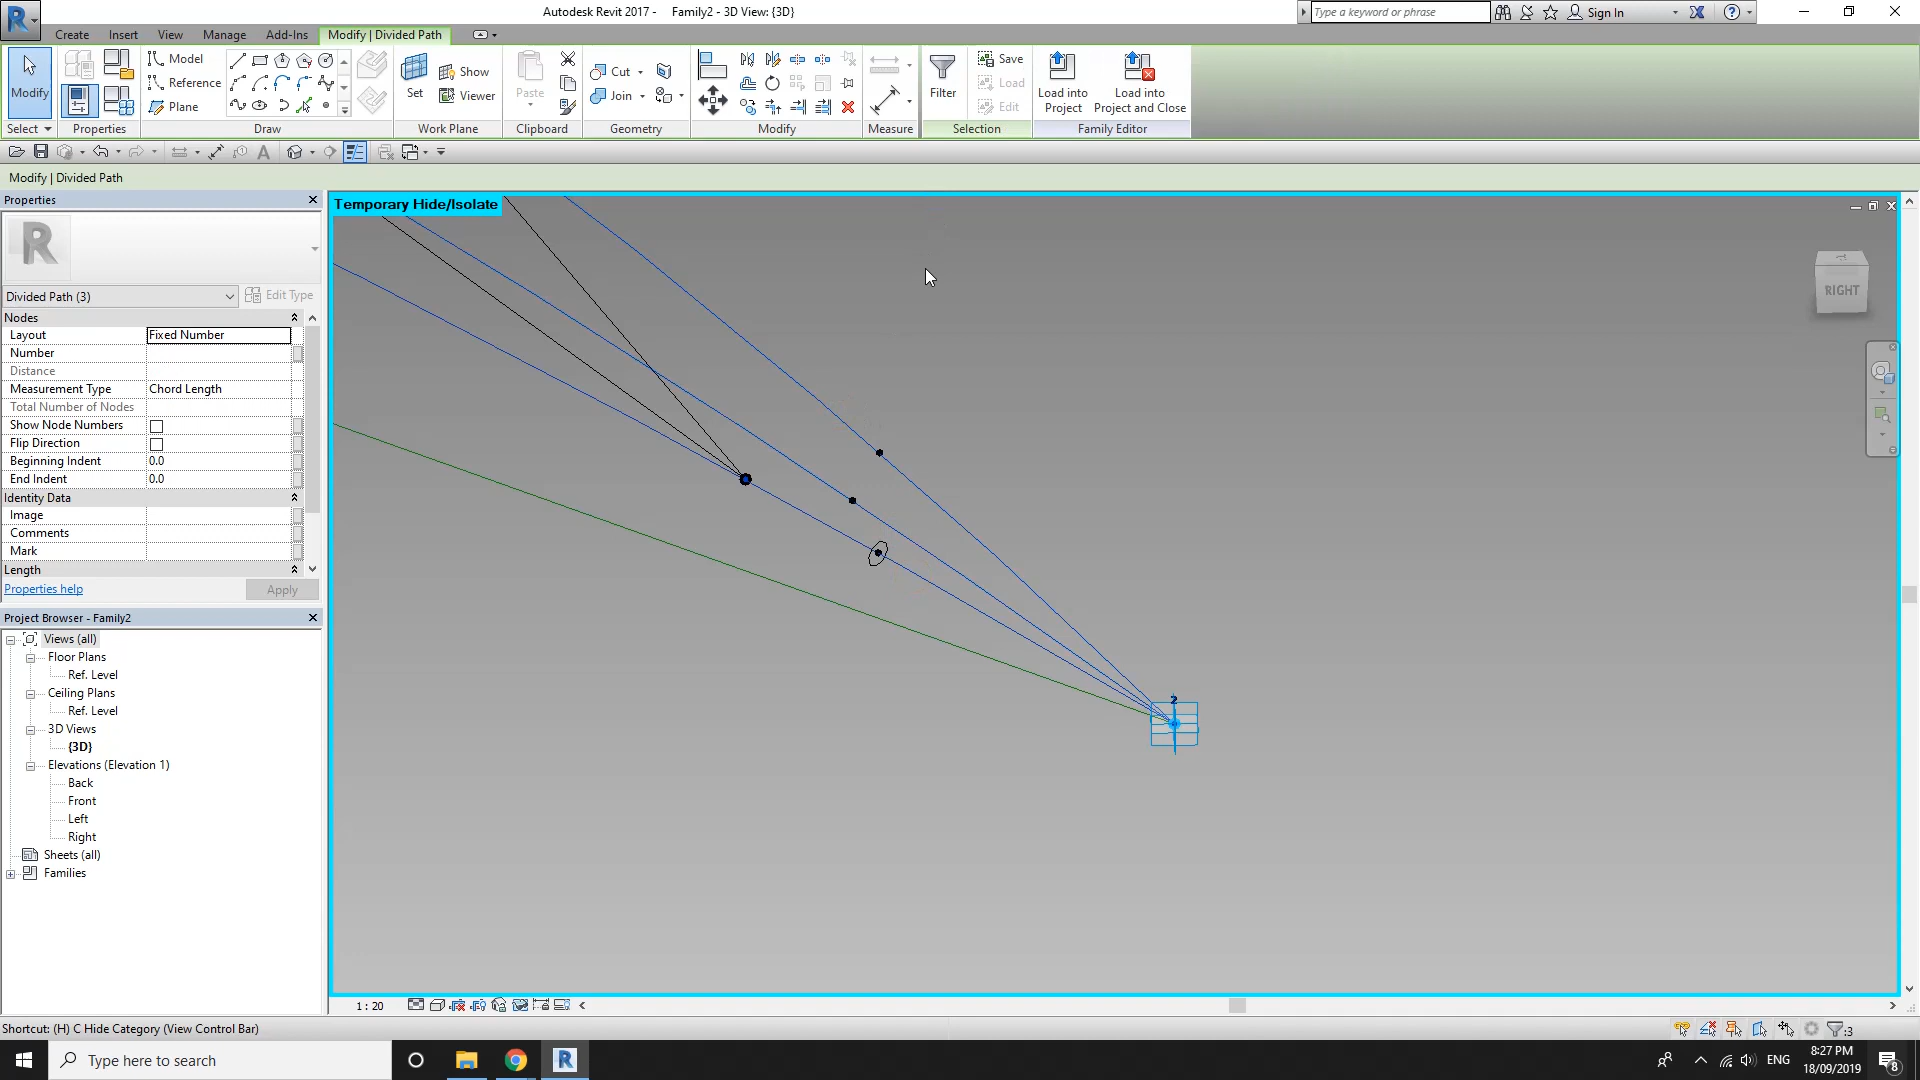 Autodesk Revit 2017 - Family2 - 3D View: {3D}
Type a keyword or phrase
Sign In
Create Insert View Manage Add-Ins Modify | Divided Path
Modify
Model
Reference
Plane
Set
Show
Viewer
Paste
Cut
Join
Filter
Save
Load
Edit
Load into
Project
Load into
Project and Close
Select Properties Draw Work Plane Clipboard Geometry Modify Measure Selection Family Editor
Modify | Divided Path
Properties
Divided Path (3)
Edit Type
Nodes
Layout Fixed Number
Number
Distance
Measurement Type Chord Length
Total Number of Nodes
Show Node Numbers
Flip Direction
Beginning Indent 0.0
End Indent 0.0
Identity Data
Image
Comments
Mark
Length
Properties help
Apply
Project Browser - Family2
Views (all)
Floor Plans
Ref. Level
Ceiling Plans
Ref. Level
3D Views
{3D}
Elevations (Elevation 1)
Back
Front
Left
Right
Sheets (all)
Families
Temporary Hide/Isolate
RIGHT
2
1 : 20
Shortcut: (H) C Hide Category (View Control Bar)
:3
Type here to search
ENG
8:27 PM
18/09/2019
8